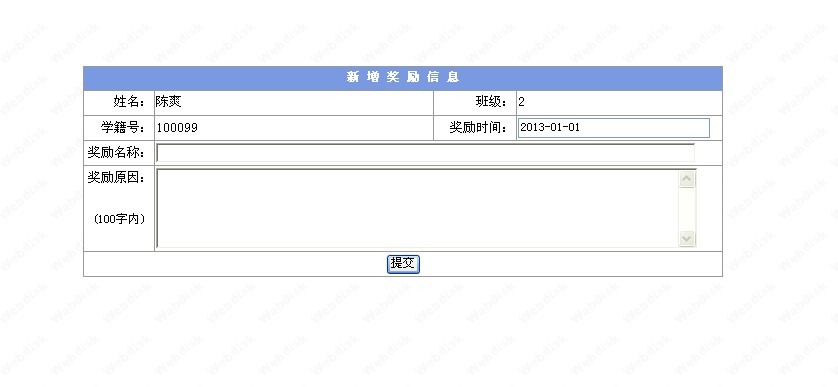 新 增 奖 励 信 息
姓名： 陈爽 班级： 2
学籍号： 100099 奖励时间： 2013-01-01
奖励名称：
奖励原因：
(100字内)
提交